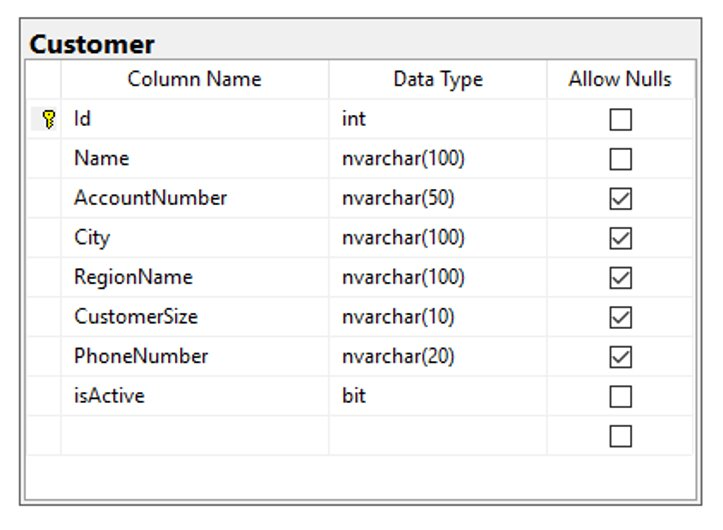 Customer
Column Name Data Type Allow Nulls
Id int
Name nvarchar(100)
AccountNumber nvarchar(50)
City nvarchar(100)
RegionName nvarchar(100)
CustomerSize nvarchar(10)
PhoneNumber nvarchar(20)
isActive bit